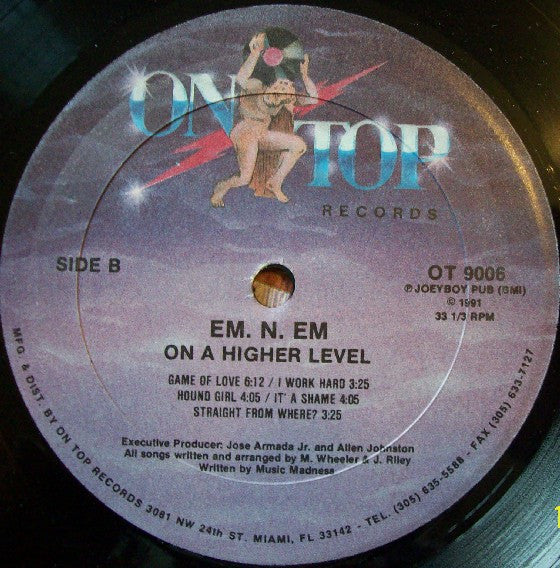 ON TOP
RECORDS
SIDE B
OT 9006
℗JOEYBOY PUB (BMI)
© 1991
33 1/3 RPM
EM. N. EM
ON A HIGHER LEVEL
GAME OF LOVE 6:12 / I WORK HARD 3:25
HOUND GIRL 4:05 / IT' A SHAME 4:05
STRAIGHT FROM WHERE? 3:25
Executive Producer: Jose Armada Jr. and Allen Johnston
All songs written and arranged by M. Wheeler & J. Riley
Written by Music Madness
MFG. & DIST. BY ON TOP RECORDS 3081 NW 24th ST. MIAMI, FL 33142 - TEL. (305) 635-5588 - FAX (305) 633-7127